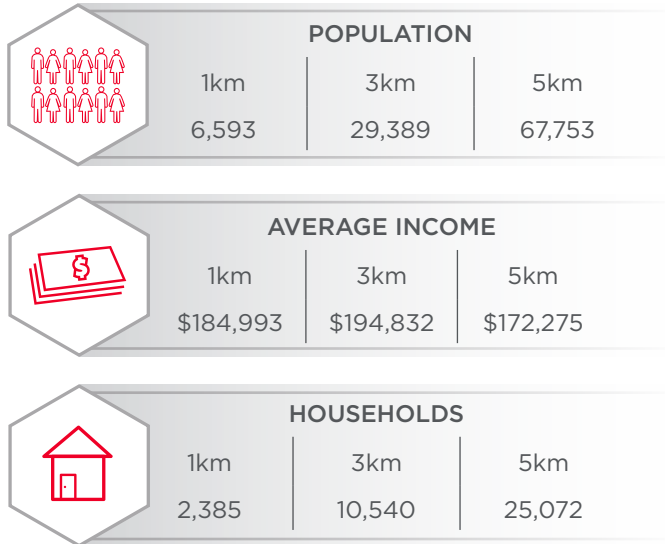 POPULATION
1km 3km 5km
6,593 29,389 67,753
AVERAGE INCOME
1km 3km 5km
$184,993 $194,832 $172,275
HOUSEHOLDS
1km 3km 5km
2,385 10,540 25,072